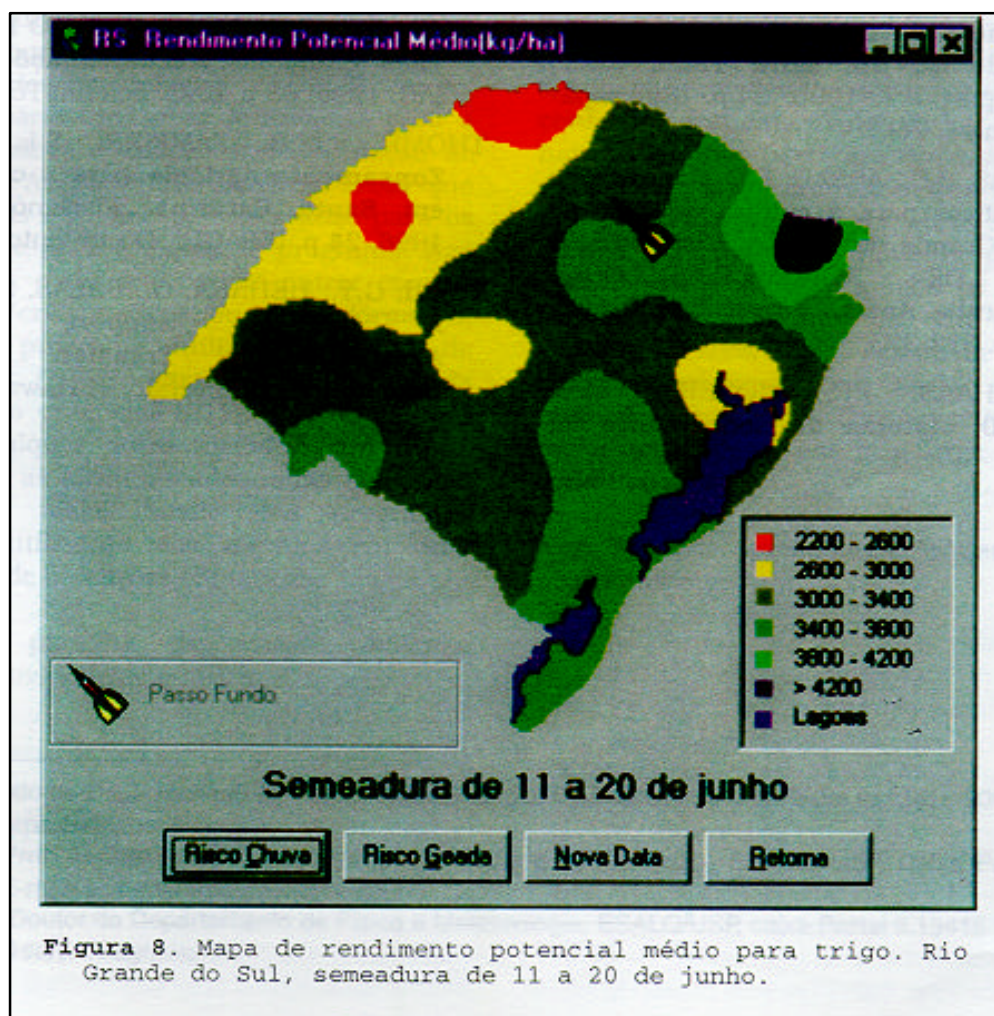 RS Rendimento Potencial Médio(kg/ha)
2200 - 2600
2600 - 3000
3000 - 3400
3400 - 3800
3800 - 4200
> 4200
Lagoas
Passo Fundo
Semeadura de 11 a 20 de junho
Risco Chuva
Risco Geada
Nova Data
Retorna
Figura 8. Mapa de rendimento potencial médio para trigo. Rio
Grande do Sul, semeadura de 11 a 20 de junho.